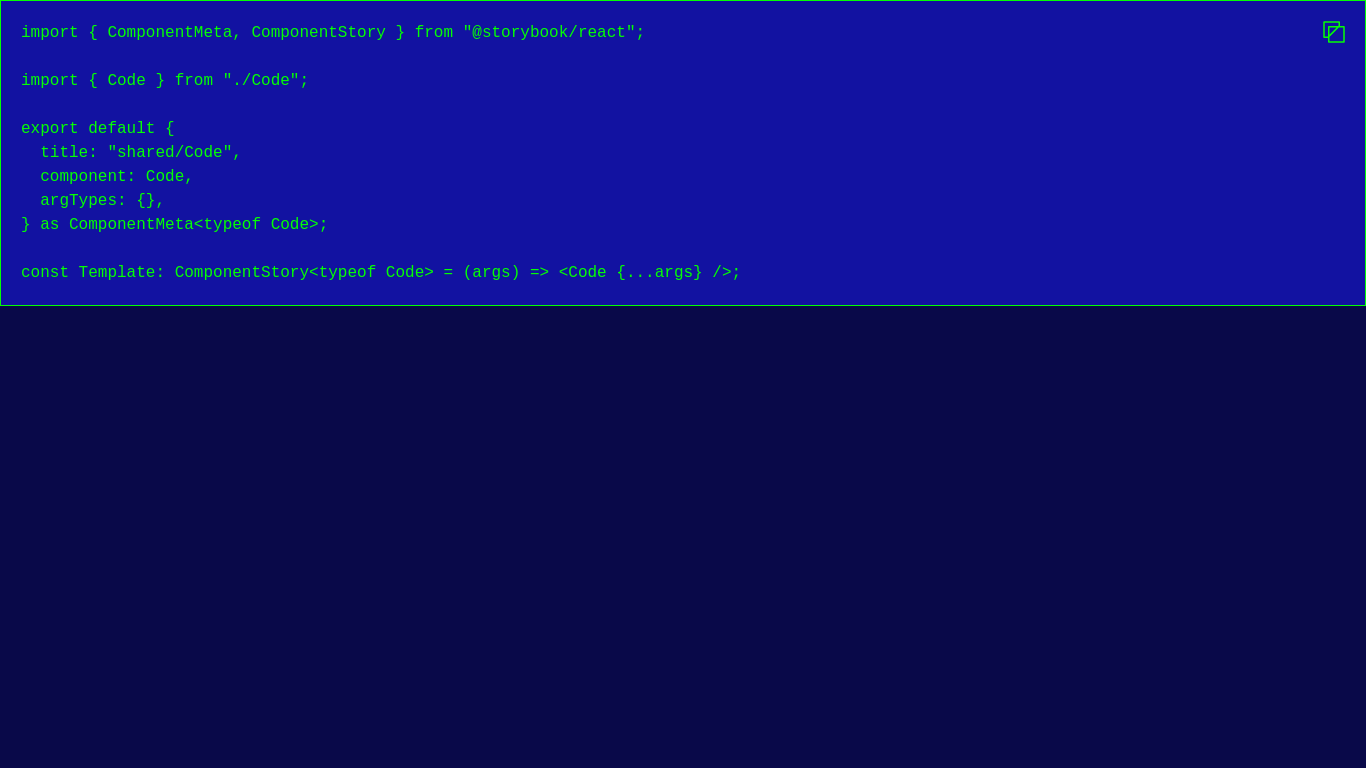 import { ComponentMeta, ComponentStory } from "@storybook/react";

import { Code } from "./Code";

export default {
  title: "shared/Code",
  component: Code,
  argTypes: {},
} as ComponentMeta<typeof Code>;

const Template: ComponentStory<typeof Code> = (args) => <Code {...args} />;